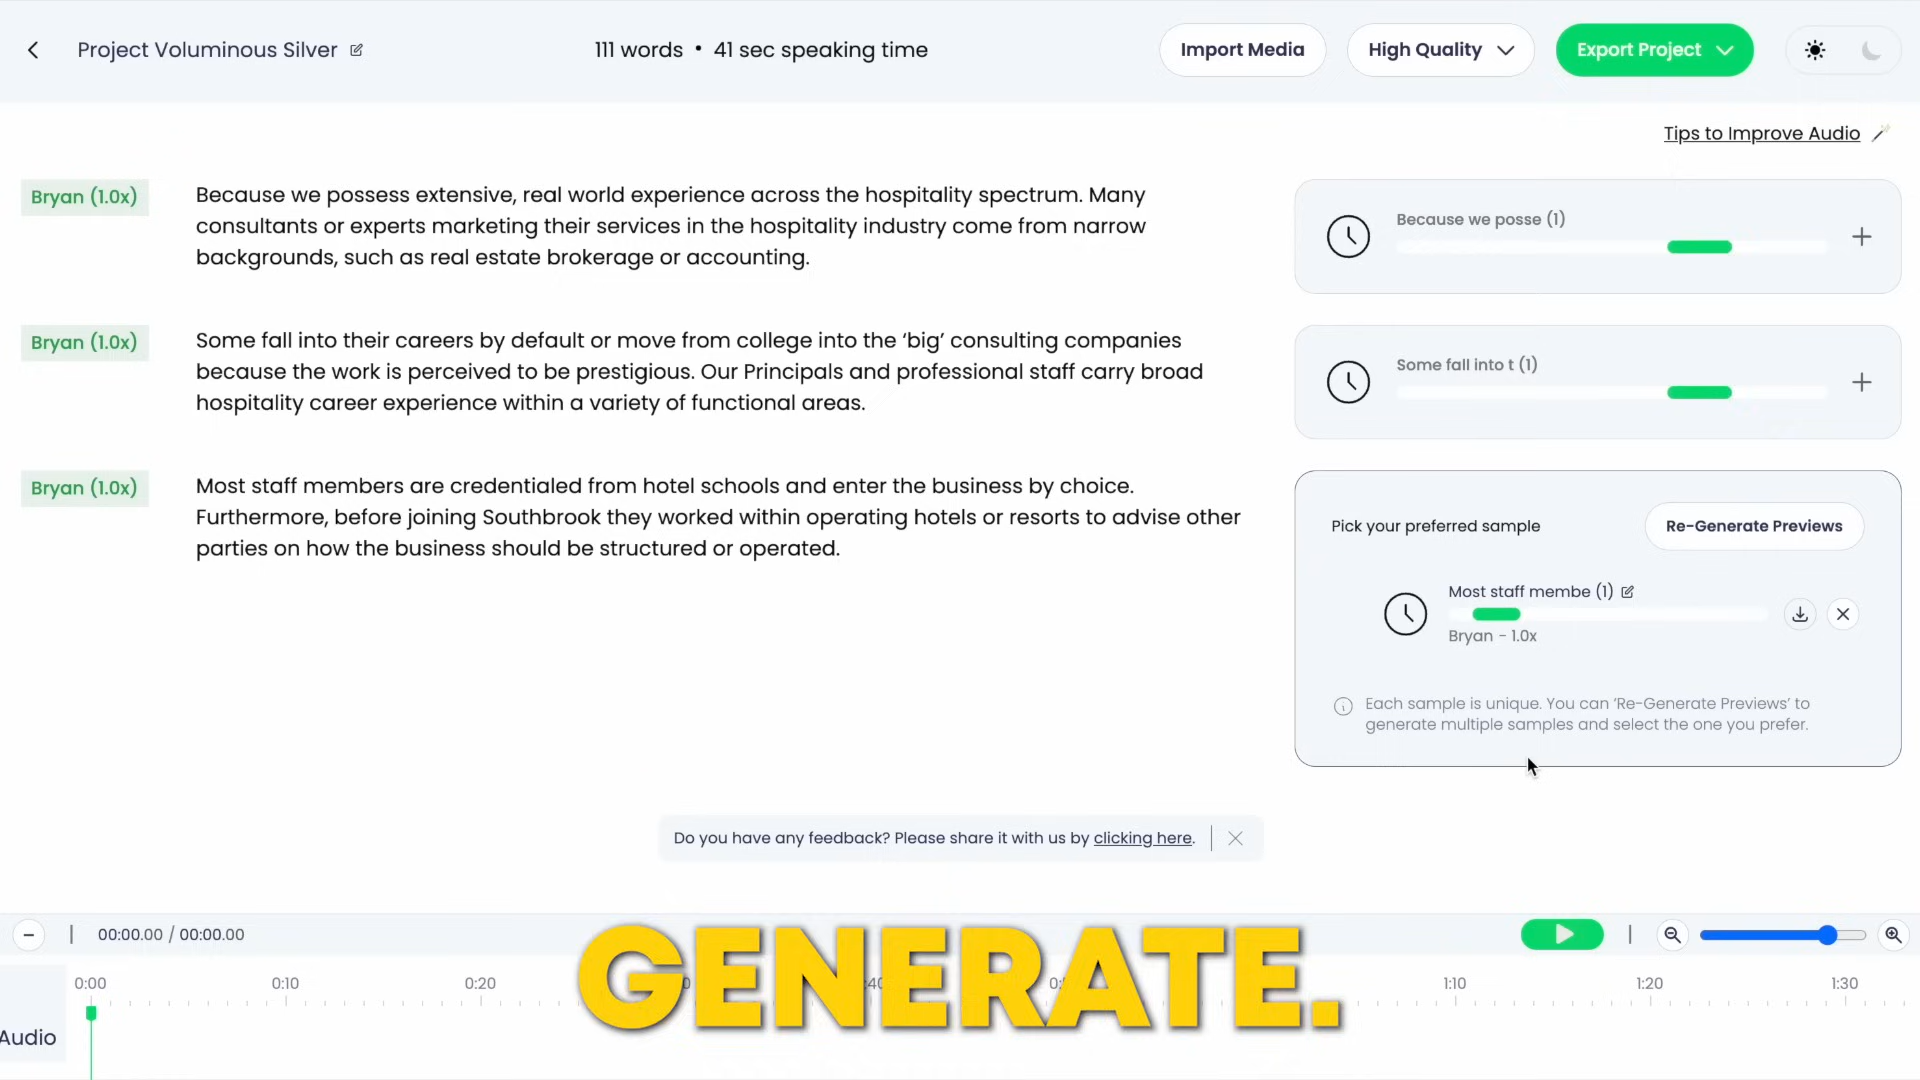 Project Voluminous Silver
111 words • 41 sec speaking time
Import Media
High Quality
Export Project
Tips to Improve Audio
Bryan (1.0x)
Because we possess extensive, real world experience across the hospitality spectrum. Many
consultants or experts marketing their services in the hospitality industry come from narrow
backgrounds, such as real estate brokerage or accounting.
Because we posse (1)
Bryan (1.0x)
Some fall into their careers by default or move from college into the ‘big’ consulting companies
because the work is perceived to be prestigious. Our Principals and professional staff carry broad
hospitality career experience within a variety of functional areas.
Some fall into t (1)
Bryan (1.0x)
Most staff members are credentialed from hotel schools and enter the business by choice.
Furthermore, before joining Southbrook they worked within operating hotels or resorts to advise other
parties on how the business should be structured or operated.
Pick your preferred sample
Re-Generate Previews
Most staff membe (1)
Bryan - 1.0x
Each sample is unique. You can ‘Re-Generate Previews’ to
generate multiple samples and select the one you prefer.
Do you have any feedback? Please share it with us by clicking here.
00:00.00 / 00:00.00
0:00 0:10 0:20 1:10 1:20 1:30
GENERATE.
Audio